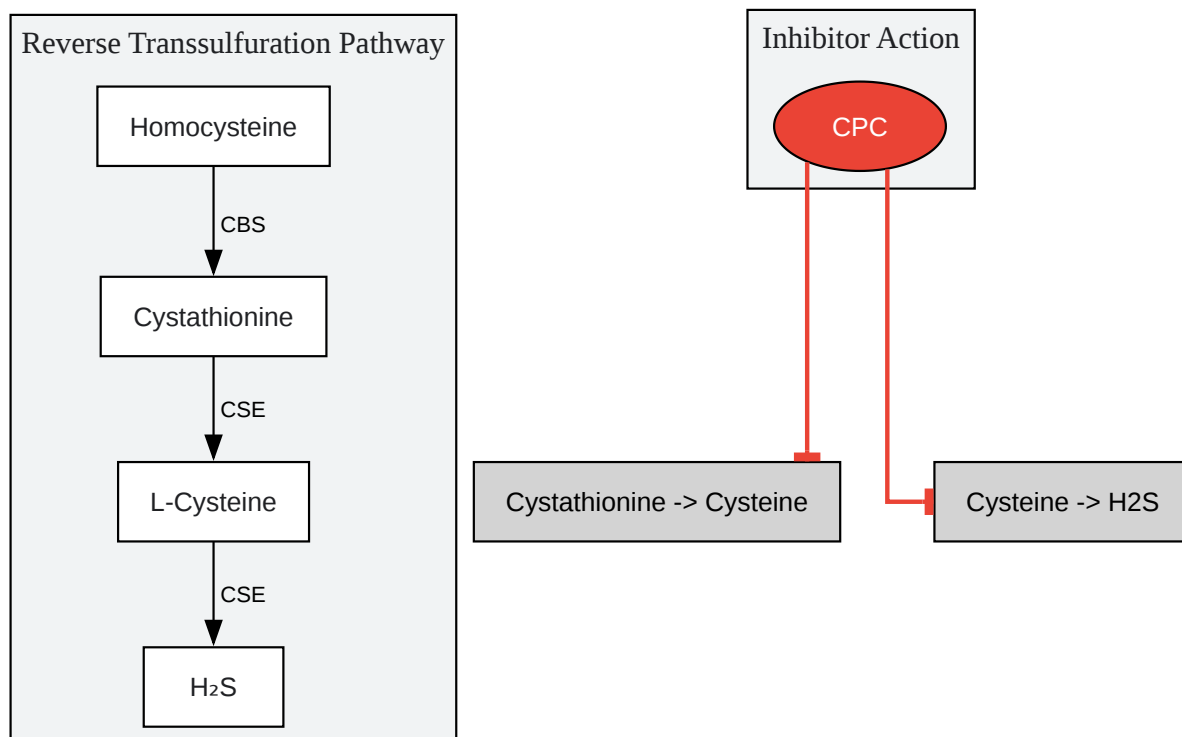 Reverse Transsulfuration Pathway
Homocysteine
CBS
Cystathionine
CSE
L-Cysteine
CSE
H₂S
Inhibitor Action
CPC
Cystathionine -> Cysteine
Cysteine -> H2S